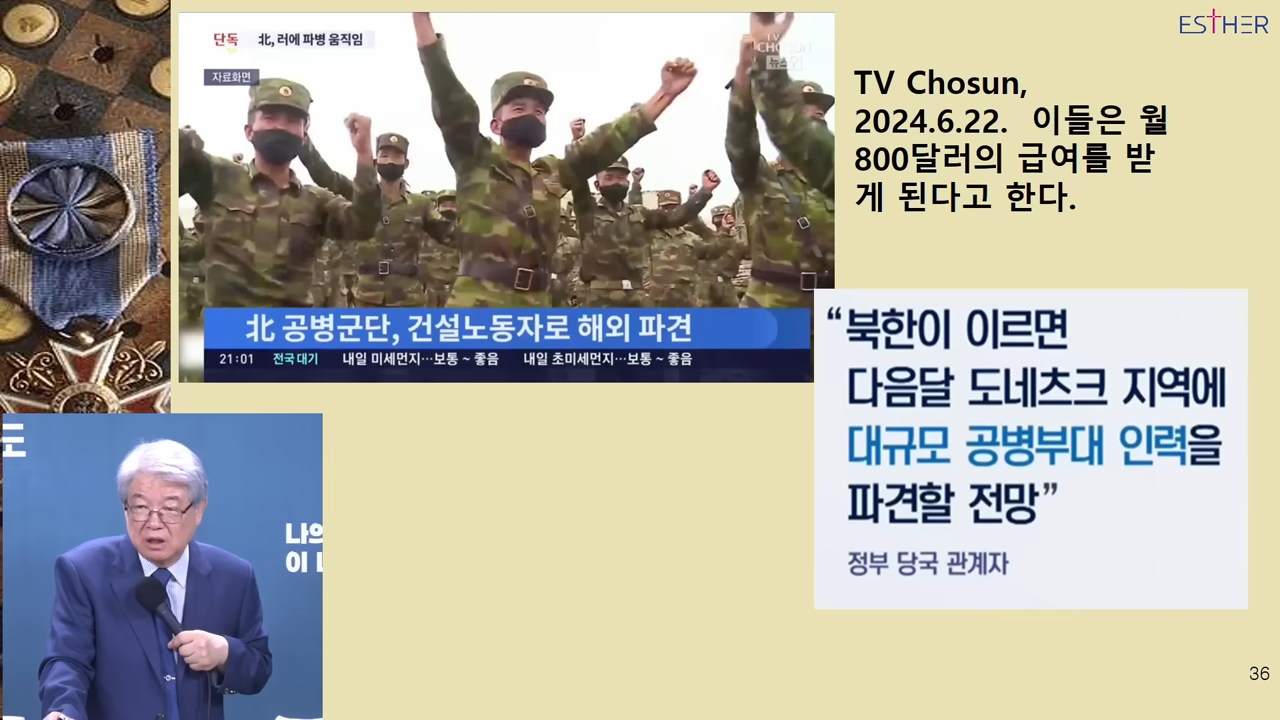 ESTHER
단독 北, 러에 파병 움직임
TV
CHOSUN
뉴스
자료화면
北 공병군단, 건설노동자로 해외 파견
21:01 전국 대기 내일 미세먼지…보통 ~ 좋음 내일 초미세먼지…보통 ~ 좋음
TV Chosun,
2024.6.22. 이들은 월
800달러의 급여를 받
게 된다고 한다.
“북한이 이르면
다음달 도네츠크 지역에
대규모 공병부대 인력을
파견할 전망”
정부 당국 관계자
나의
이
36